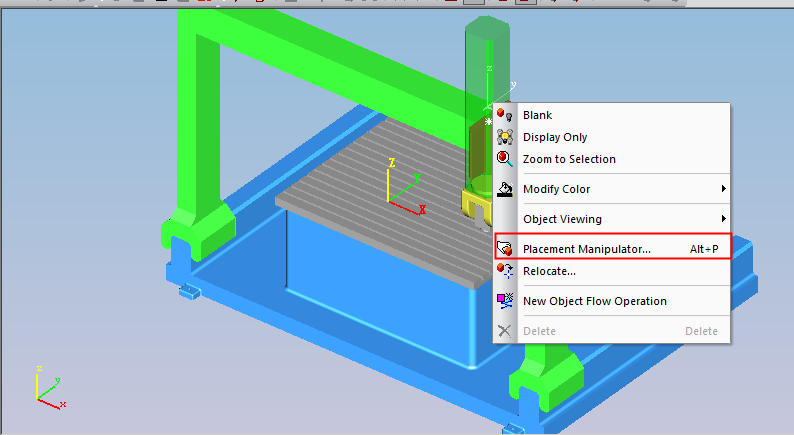 z
y
Blank
Display Only
Zoom to Selection
Z
Y
X
Modify Color
Object Viewing
Placement Manipulator... Alt+P
Relocate...
New Object Flow Operation
Delete Delete
z
y
x